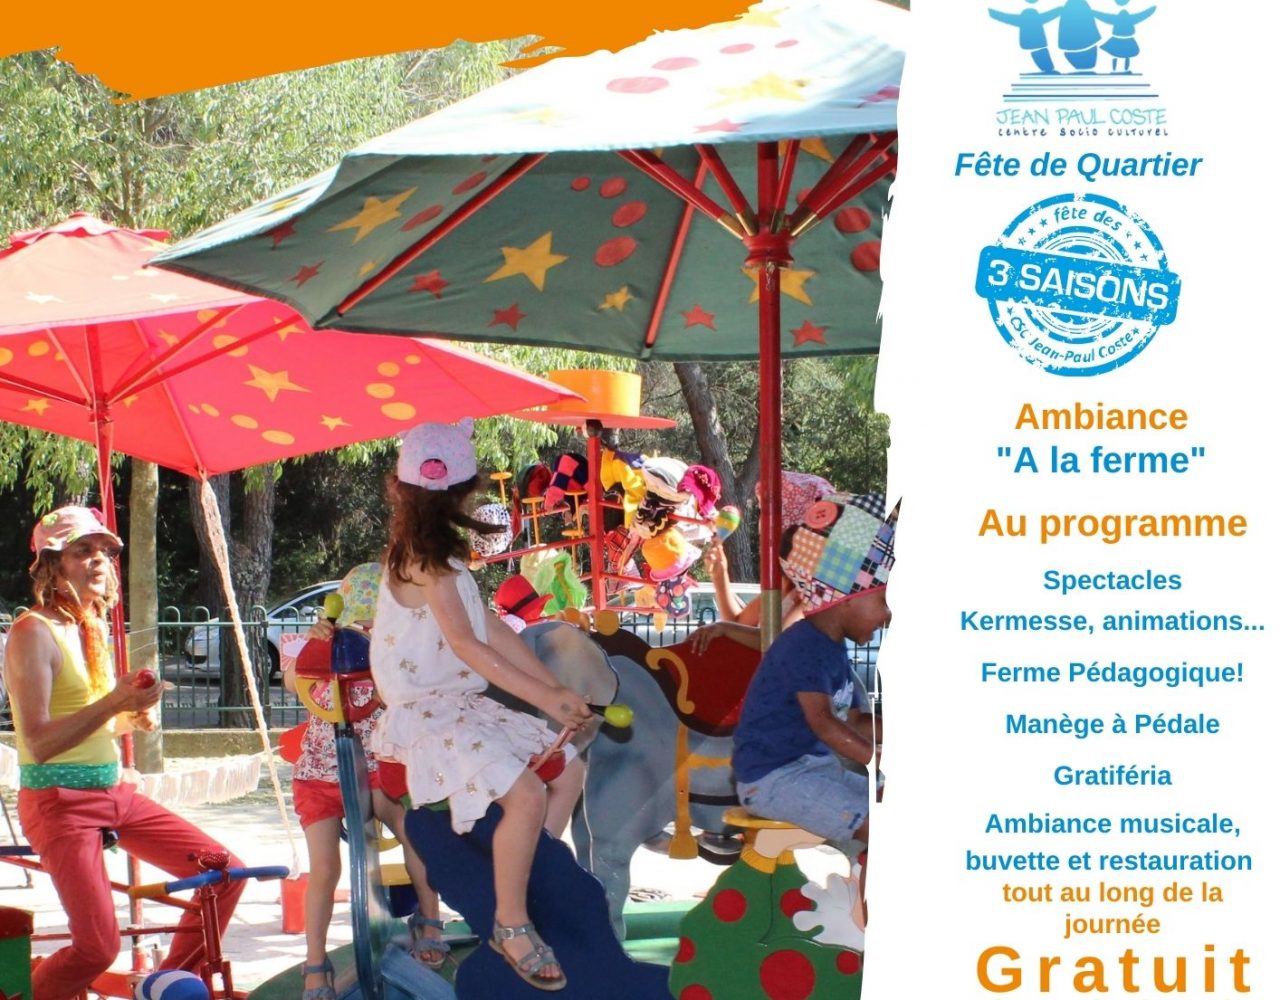 JEAN PAUL COSTE
centre socio culturel
Fête de Quartier
fête des
3 SAISONS
CSC Jean-Paul Coste
Ambiance
"A la ferme"
Au programme
Spectacles
Kermesse, animations...
Ferme Pédagogique!
Manège à Pédale
Gratiféria
Ambiance musicale,
buvette et restauration
tout au long de la
journée
Gratuit